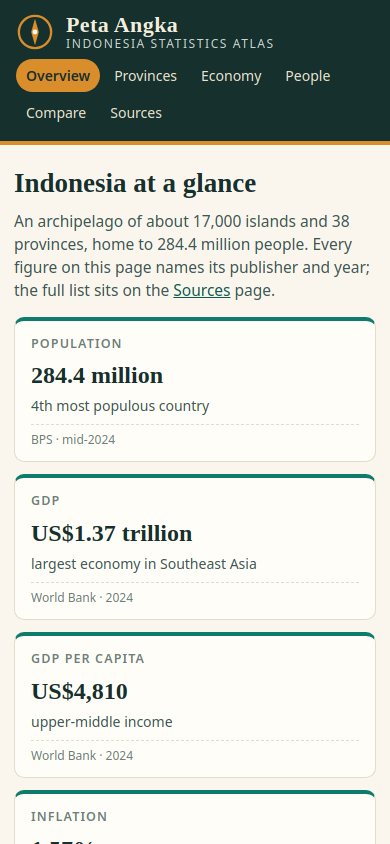 Peta Angka
INDONESIA STATISTICS ATLAS
Overview Provinces Economy People
Compare Sources
Indonesia at a glance
An archipelago of about 17,000 islands and 38
provinces, home to 284.4 million people. Every
figure on this page names its publisher and year;
the full list sits on the Sources page.
POPULATION
284.4 million
4th most populous country
BPS · mid-2024
GDP
US$1.37 trillion
largest economy in Southeast Asia
World Bank · 2024
GDP PER CAPITA
US$4,810
upper-middle income
World Bank · 2024
INFLATION